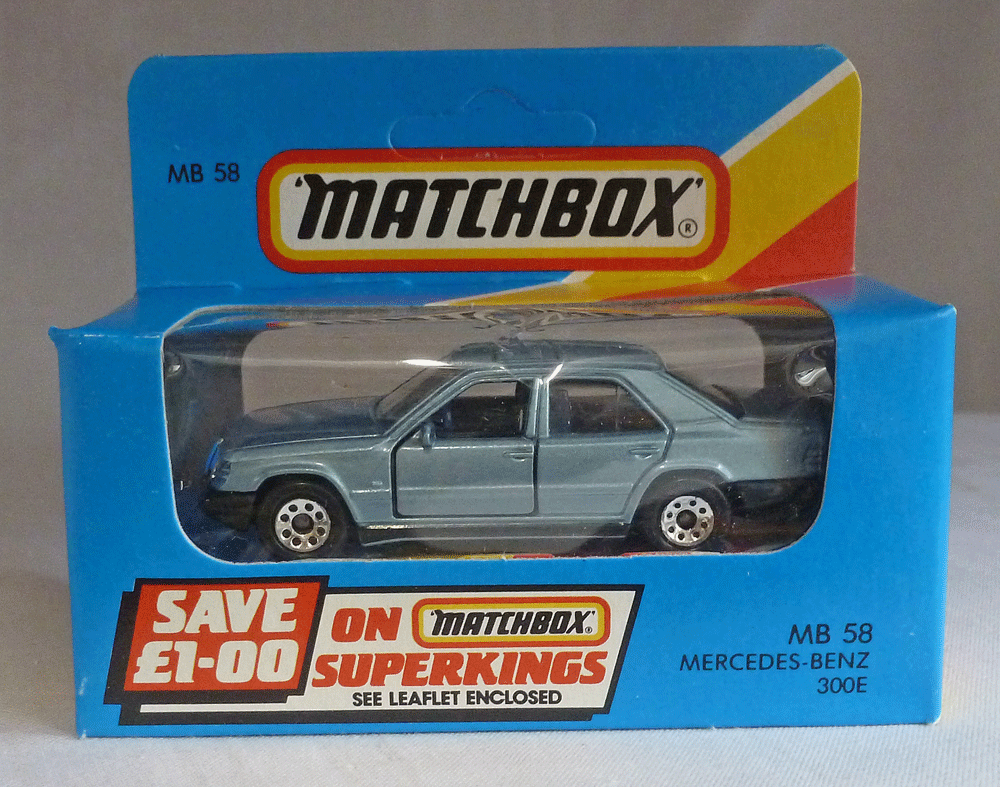 MB 58
'MATCHBOX'®
SAVE
£1-00
ON 'MATCHBOX'®
SUPERKINGS
SEE LEAFLET ENCLOSED
MB 58
MERCEDES-BENZ
300E